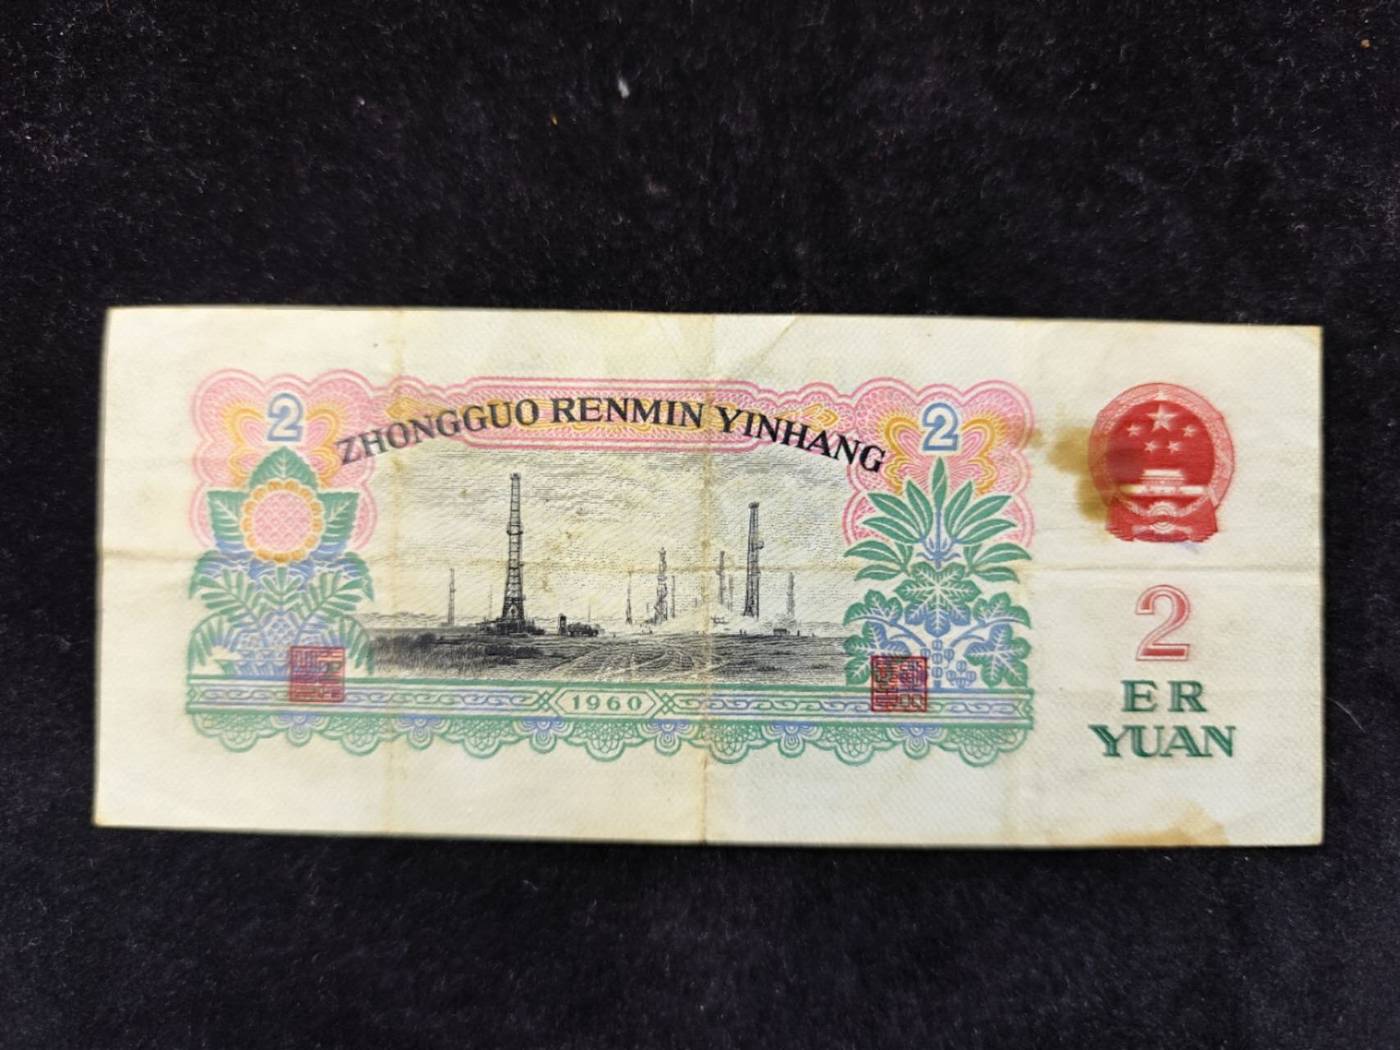 2
2
ZHONGGUO RENMIN YINHANG
2
ER
YUAN
1960